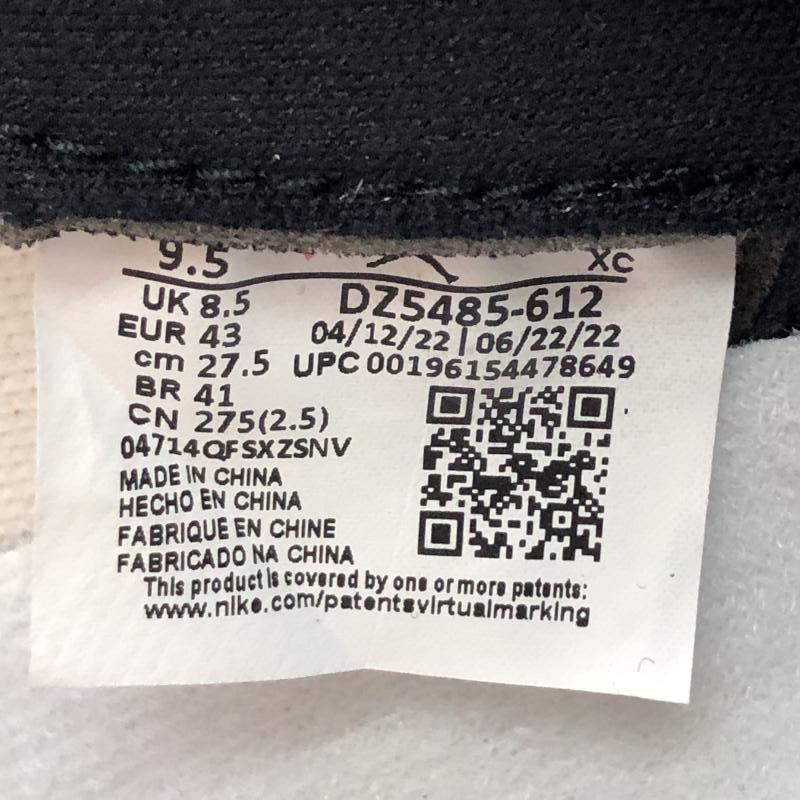 9.5 XC
UK 8.5 DZ5485-612
EUR 43 04/12/22 | 06/22/22
cm 27.5 UPC 00196154478649
BR 41
CN 275(2.5)
04714QFSXZSNV
MADE IN CHINA
HECHO EN CHINA
FABRIQUE EN CHINE
FABRICADO NA CHINA
This product is covered by one or more patents:
www.nike.com/patentsvirtualmarking